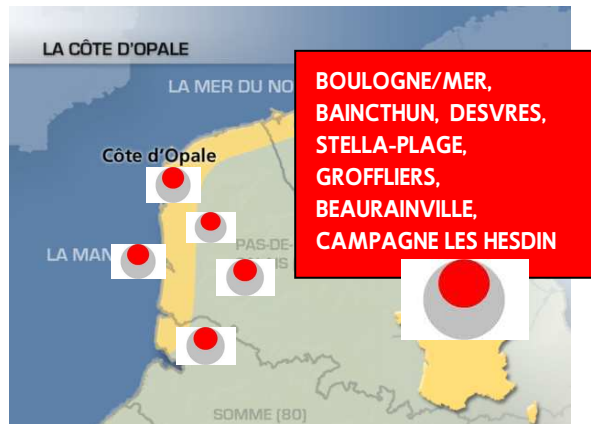 LA CÔTE D'OPALE
LA MER DU NO
BOULOGNE/MER,
BAINCTHUN, DESVRES,
STELLA-PLAGE,
GROFFLIERS,
BEAURAINVILLE,
CAMPAGNE LES HESDIN
Côte d'Opale
LA MAN
PAS-DE-
SOMME (80)